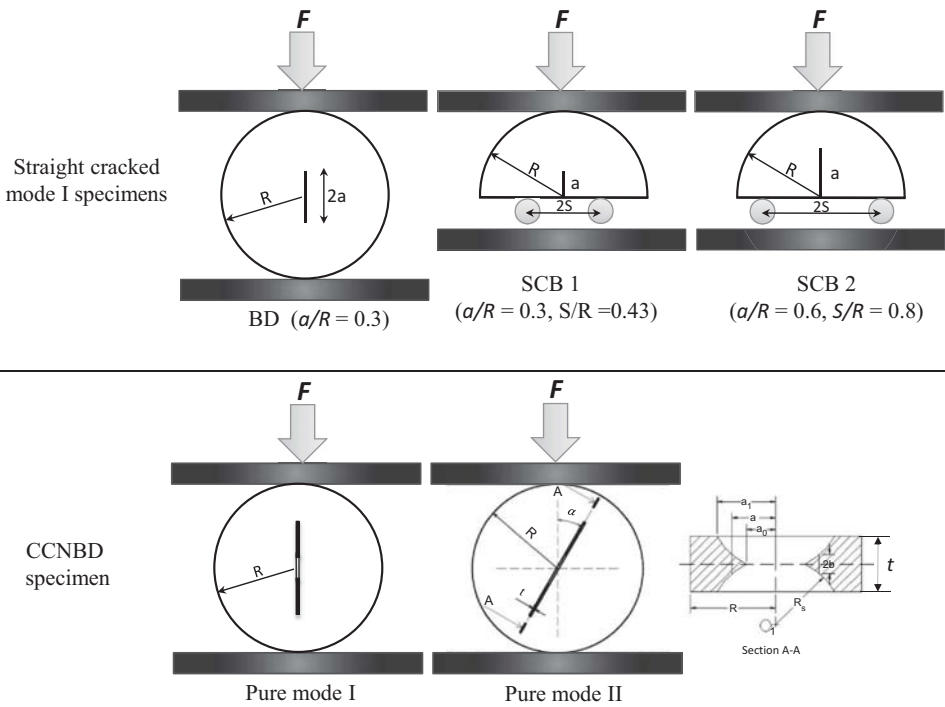 F
F
F
Straight cracked
mode I specimens
R
2a
R
a
2S
R
a
2S
BD (a/R = 0.3)
SCB 1
(a/R = 0.3, S/R =0.43)
SCB 2
(a/R = 0.6, S/R = 0.8)
F
F
CCNBD
specimen
R
A
α
R
A
t
a1
a
a0
2b
t
R
Rs
1
Section A-A
Pure mode I
Pure mode II